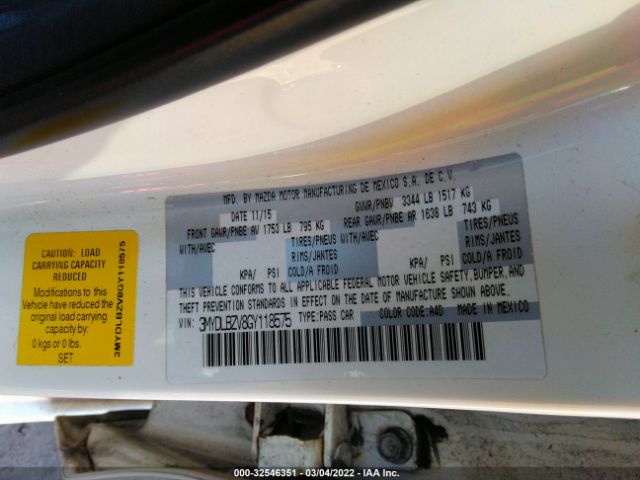 MFD. BY MAZDA MOTOR MANUFACTURING DE MEXICO S.A. DE C.V.
DATE 11/15 GVWR/PNBV 3344 LB 1517 KG
FRONT GAWR/PNBE AV 1753 LB 795 KG REAR GAWR/PNBE AR 1638 LB 743 KG
WITH/AVEC TIRES/PNEUS WITH/AVEC TIRES/PNEUS
RIMS/JANTES RIMS/JANTES
KPA/ PSI COLD/A FROID KPA/ PSI COLD/A FROID
THIS VEHICLE CONFORMS TO ALL APPLICABLE FEDERAL MOTOR VEHICLE SAFETY, BUMPER, AND
THEFT PREVENTION STANDARDS IN EFFECT ON THE DATE OF MANUFACTURE SHOWN ABOVE.
VIN: 3MYDLBZV8GY118575 TYPE:PASS CAR COLOR CODE:A4D MADE IN MEXICO
CAUTION: LOAD
CARRYING CAPACITY
REDUCED
Modifications to this
Vehicle have reduced the
original load carrying
capacity by:
0 kgs or 0 lbs.
SET
3MYDLBZV8GY118575
000-32546351 - 03/04/2022 - IAA Inc.